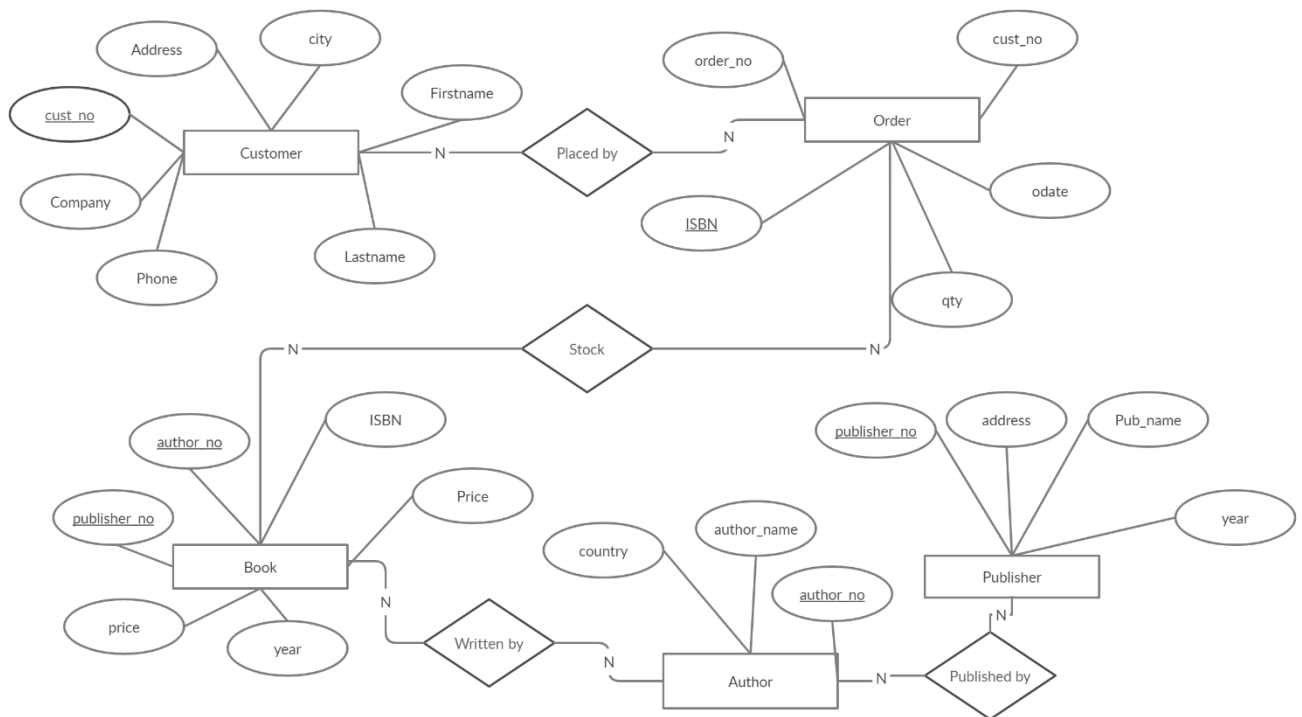 Address
city
cust_no
Firstname
Customer
N
Placed by
N
Company
Phone
Lastname
order_no
cust_no
Order
ISBN
odate
qty
N
Stock
N
author_no
ISBN
publisher_no
Price
Book
price
year
N
Written by
N
country
author_name
author_no
Author
N
Published by
N
publisher_no
address
Pub_name
year
Publisher